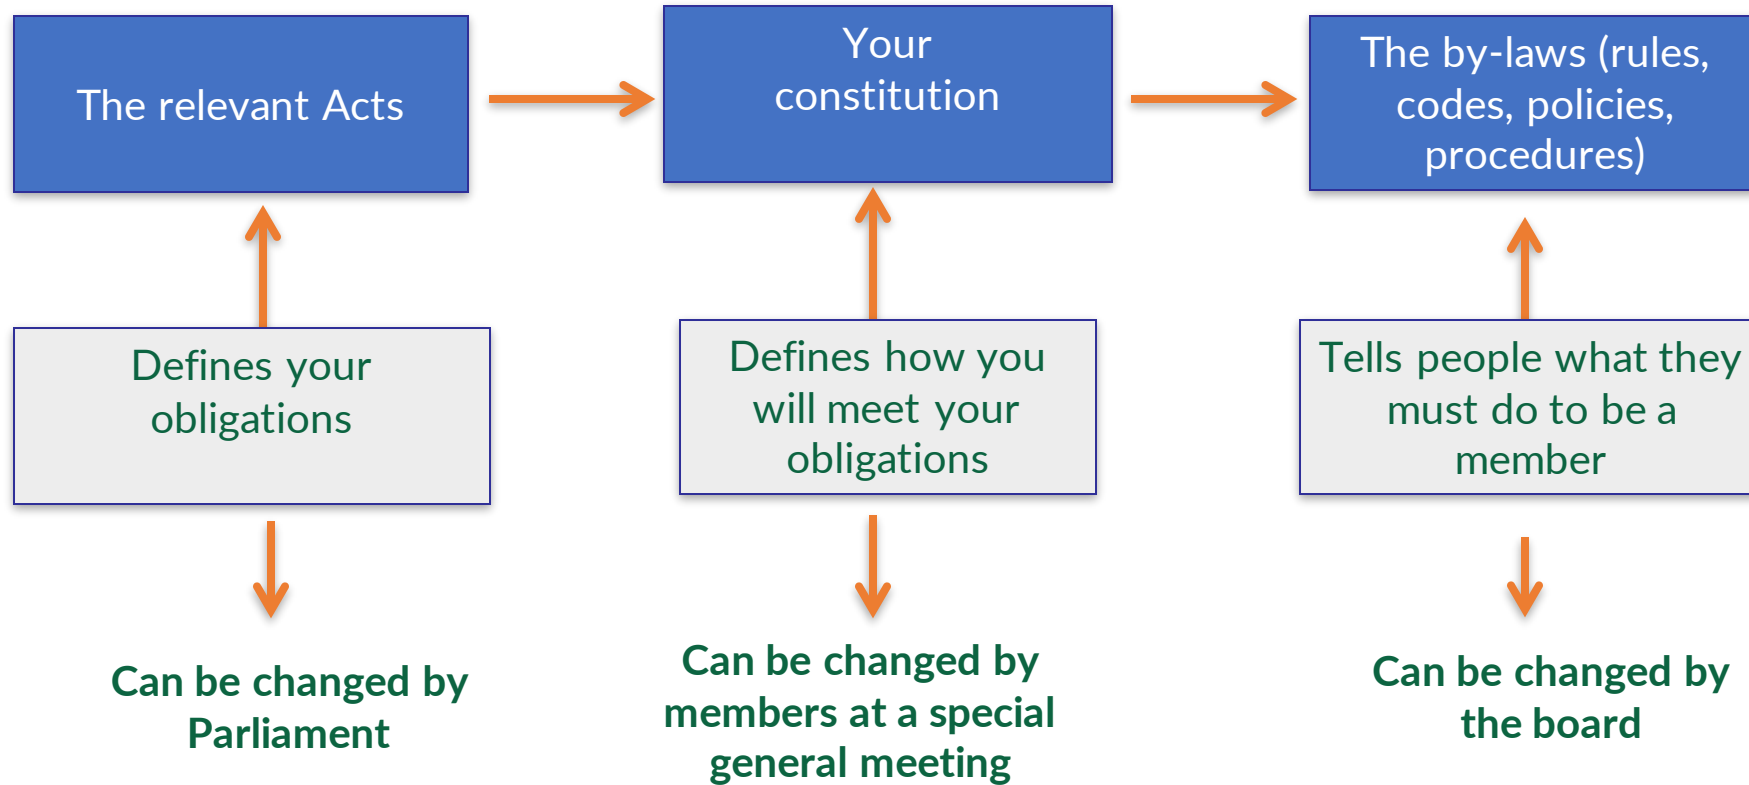 The relevant Acts
Your
constitution
The by-laws (rules,
codes, policies,
procedures)
Defines your
obligations
Defines how you
will meet your
obligations
Tells people what they
must do to be a
member
Can be changed by
Parliament
Can be changed by
members at a special
general meeting
Can be changed by
the board